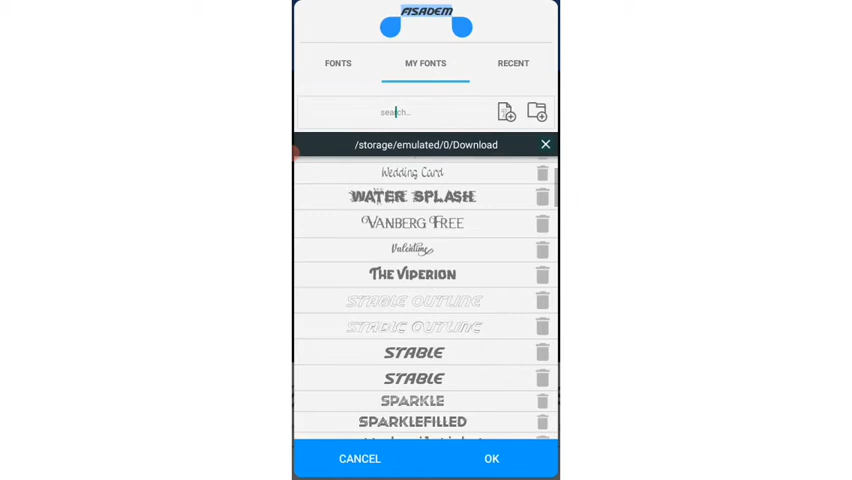 FISADEM
FONTS
MY FONTS
RECENT
search...
/storage/emulated/0/Download
Wedding Card
WATER SPLASH
VANBERG FREE
Valentine
THE VIPERION
STABLE OUTLINE
STABLE OUTLINE
STABLE
STABLE
SPARKLE
SPARKLEFILLED
CANCEL
OK